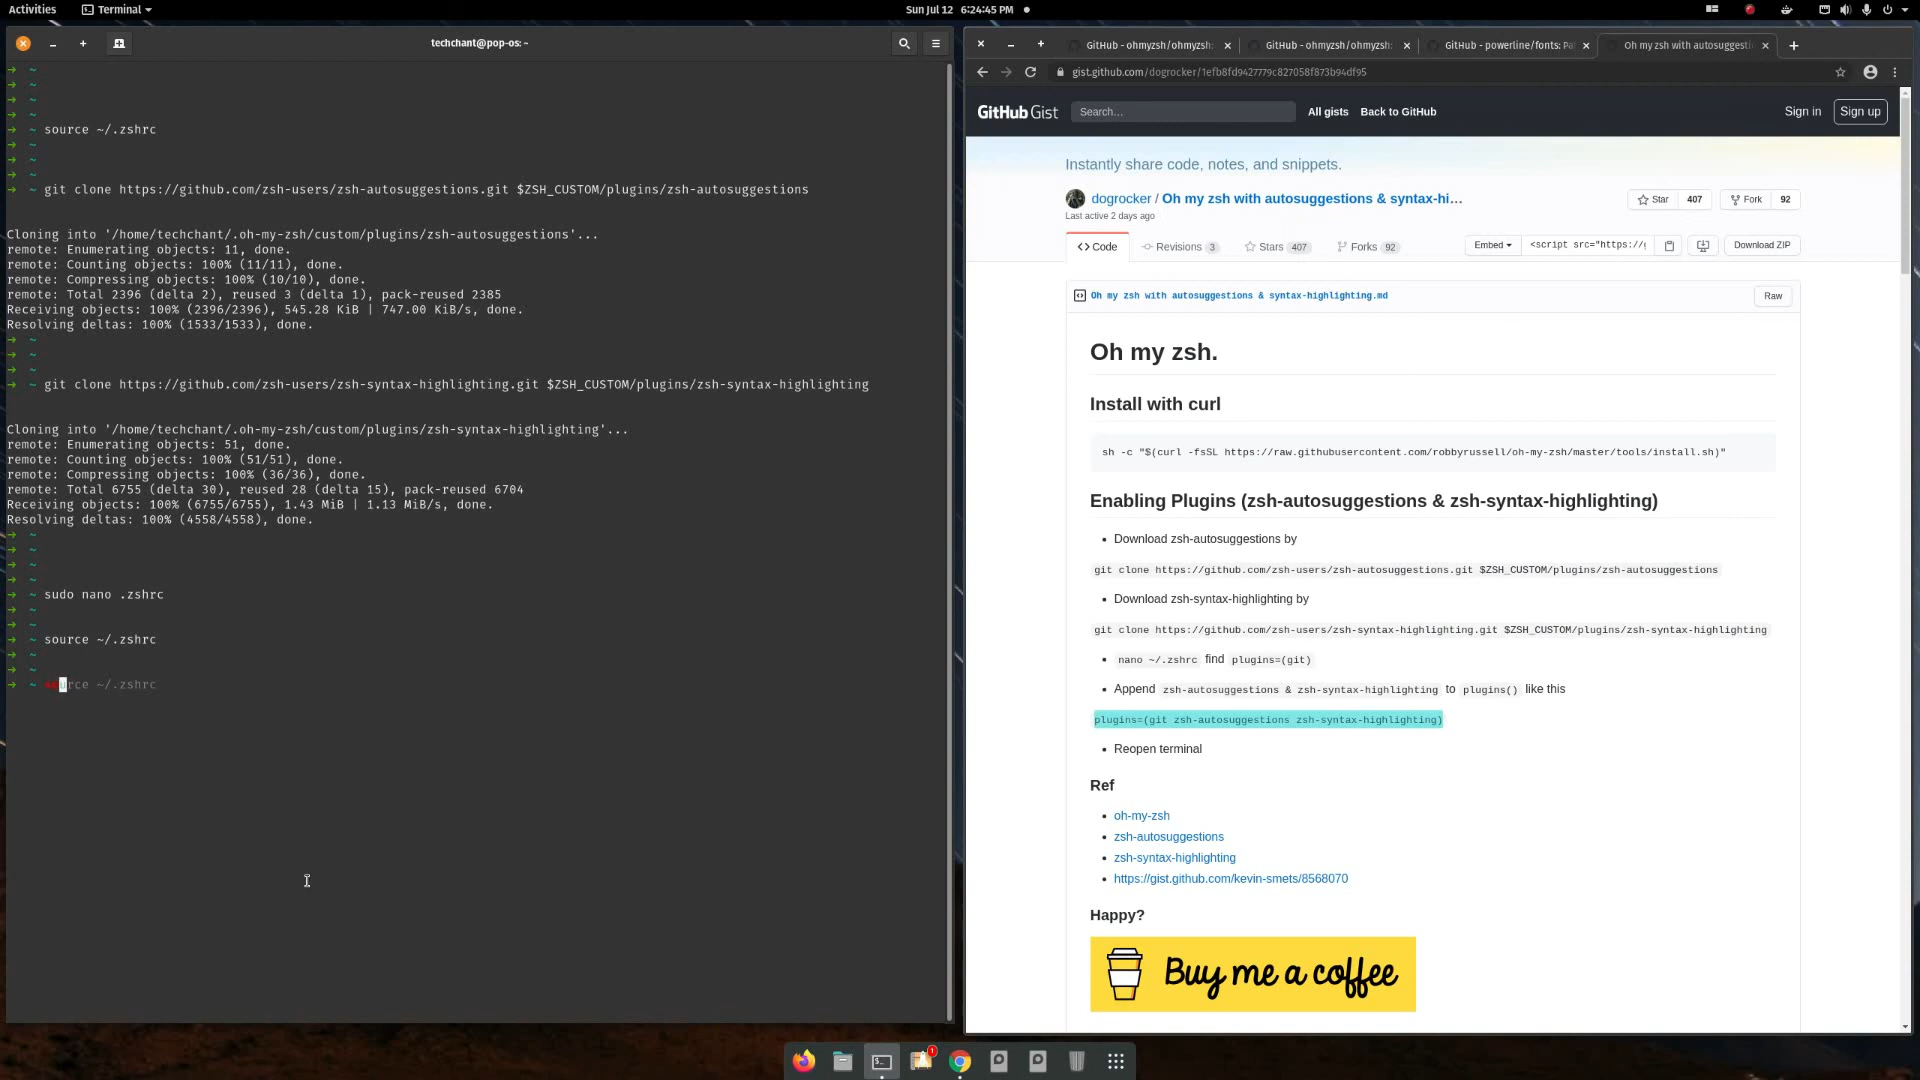 Activities
Terminal
Sun Jul 12 6:24:45 PM
techchant@pop-os: ~
➜ ~
➜ ~
➜ ~
➜ ~
➜ ~ source ~/.zshrc
➜ ~
➜ ~
➜ ~
➜ ~ git clone https://github.com/zsh-users/zsh-autosuggestions.git $ZSH_CUSTOM/plugins/zsh-autosuggestions
Cloning into '/home/techchant/.oh-my-zsh/custom/plugins/zsh-autosuggestions'...
remote: Enumerating objects: 11, done.
remote: Counting objects: 100% (11/11), done.
remote: Compressing objects: 100% (10/10), done.
remote: Total 2396 (delta 2), reused 3 (delta 1), pack-reused 2385
Receiving objects: 100% (2396/2396), 545.28 KiB | 747.00 KiB/s, done.
Resolving deltas: 100% (1533/1533), done.
➜ ~
➜ ~
➜ ~
➜ ~ git clone https://github.com/zsh-users/zsh-syntax-highlighting.git $ZSH_CUSTOM/plugins/zsh-syntax-highlighting
Cloning into '/home/techchant/.oh-my-zsh/custom/plugins/zsh-syntax-highlighting'...
remote: Enumerating objects: 51, done.
remote: Counting objects: 100% (51/51), done.
remote: Compressing objects: 100% (36/36), done.
remote: Total 6755 (delta 30), reused 28 (delta 15), pack-reused 6704
Receiving objects: 100% (6755/6755), 1.43 MiB | 1.13 MiB/s, done.
Resolving deltas: 100% (4558/4558), done.
➜ ~
➜ ~
➜ ~
➜ ~
➜ ~ sudo nano .zshrc
➜ ~
➜ ~
➜ ~ source ~/.zshrc
➜ ~
➜ ~
➜ ~ source ~/.zshrc
GitHub - ohmyzsh/ohmyzsh:
GitHub - ohmyzsh/ohmyzsh:
GitHub - powerline/fonts: Pa
Oh my zsh with autosuggesti
gist.github.com/dogrocker/1efb8fd9427779c827058f873b94df95
GitHub Gist
Search…
All gists
Back to GitHub
Sign in
Sign up
Instantly share code, notes, and snippets.
dogrocker / Oh my zsh with autosuggestions & syntax-hi…
Last active 2 days ago
Star 407
Fork 92
Code
Revisions 3
Stars 407
Forks 92
Embed
<script src="https://g
Download ZIP
Oh my zsh with autosuggestions & syntax-highlighting.md
Raw
Oh my zsh.
Install with curl
sh -c "$(curl -fsSL https://raw.githubusercontent.com/robbyrussell/oh-my-zsh/master/tools/install.sh)"
Enabling Plugins (zsh-autosuggestions & zsh-syntax-highlighting)
• Download zsh-autosuggestions by
git clone https://github.com/zsh-users/zsh-autosuggestions.git $ZSH_CUSTOM/plugins/zsh-autosuggestions
• Download zsh-syntax-highlighting by
git clone https://github.com/zsh-users/zsh-syntax-highlighting.git $ZSH_CUSTOM/plugins/zsh-syntax-highlighting
• nano ~/.zshrc find plugins=(git)
• Append zsh-autosuggestions & zsh-syntax-highlighting to plugins() like this
plugins=(git zsh-autosuggestions zsh-syntax-highlighting)
• Reopen terminal
Ref
• oh-my-zsh
• zsh-autosuggestions
• zsh-syntax-highlighting
• https://gist.github.com/kevin-smets/8568070
Happy?
Buy me a coffee
1